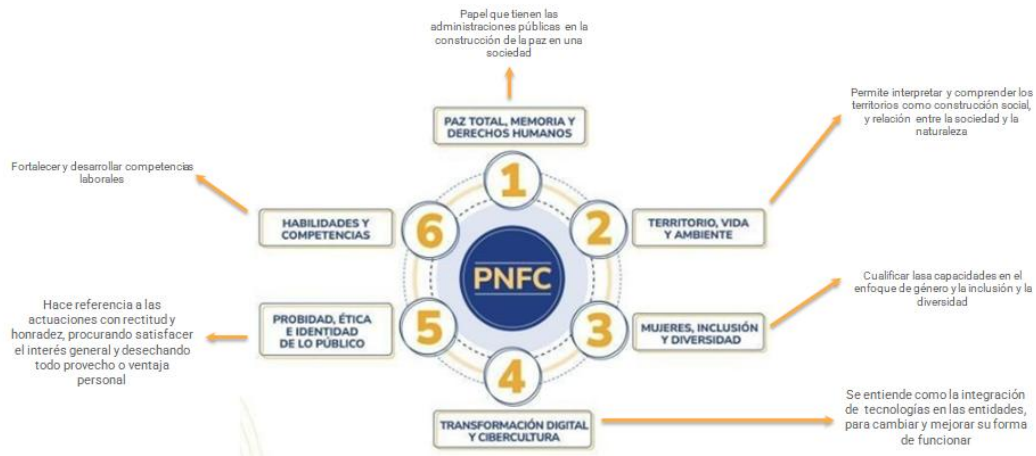 Papel que tienen las
administraciones públicas en la
construcción de la paz en una
sociedad
PAZ TOTAL, MEMORIA Y
DERECHOS HUMANOS
1
Permite interpretar y comprender los
territorios como construcción social,
y relación entre la sociedad y la
naturaleza
2
TERRITORIO, VIDA
Y AMBIENTE
Fortalecer y desarrollar competencias
laborales
HABILIDADES Y
COMPETENCIAS
6
PNFC
Cualificar lasa capacidades en el
enfoque de género y la inclusión y la
diversidad
3
MUJERES, INCLUSIÓN
Y DIVERSIDAD
Hace referencia a las
actuaciones con rectitud y
honradez, procurando satisfacer
el interés general y desechando
todo provecho o ventaja
personal
PROBIDAD, ÉTICA
E IDENTIDAD
DE LO PÚBLICO
5
4
TRANSFORMACIÓN DIGITAL
Y CIBERCULTURA
Se entiende como la integración
de tecnologías en las entidades,
para cambiar y mejorar su forma
de funcionar